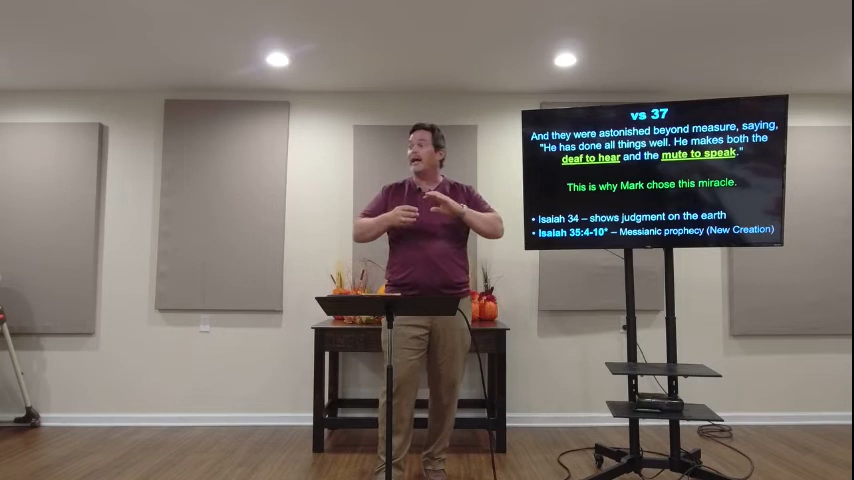 vs 37
And they were astonished beyond measure, saying,
"He has done all things well. He makes both the
deaf to hear and the mute to speak."
This is why Mark chose this miracle.
• Isaiah 34 – shows judgment on the earth
• Isaiah 35:4-10* – Messianic prophecy (New Creation)